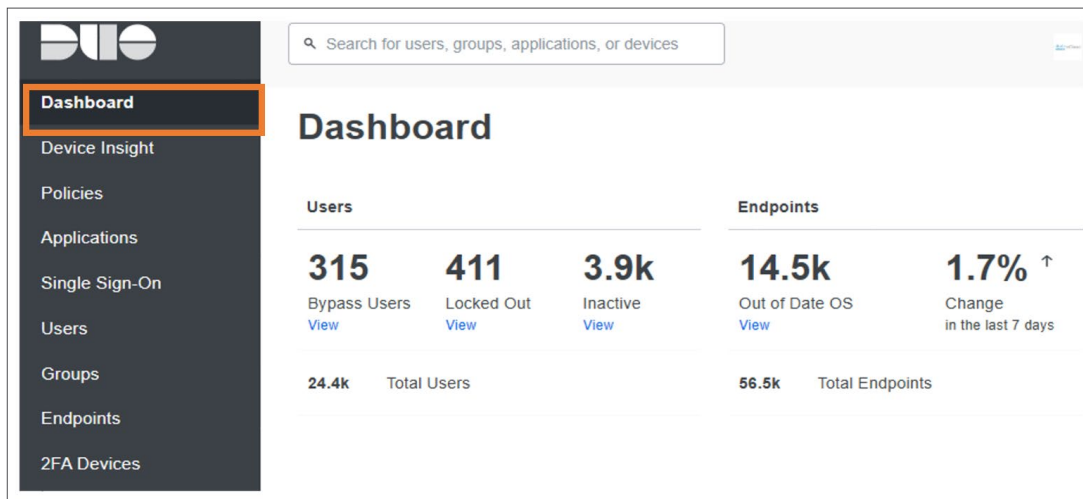 DUO
Search for users, groups, applications, or devices
Dashboard
Device Insight
Policies
Applications
Single Sign-On
Users
Groups
Endpoints
2FA Devices
Dashboard
Users
315 411 3.9k
Bypass Users Locked Out Inactive
View View View
24.4k Total Users
Endpoints
14.5k 1.7% ↑
Out of Date OS Change
View in the last 7 days
56.5k Total Endpoints